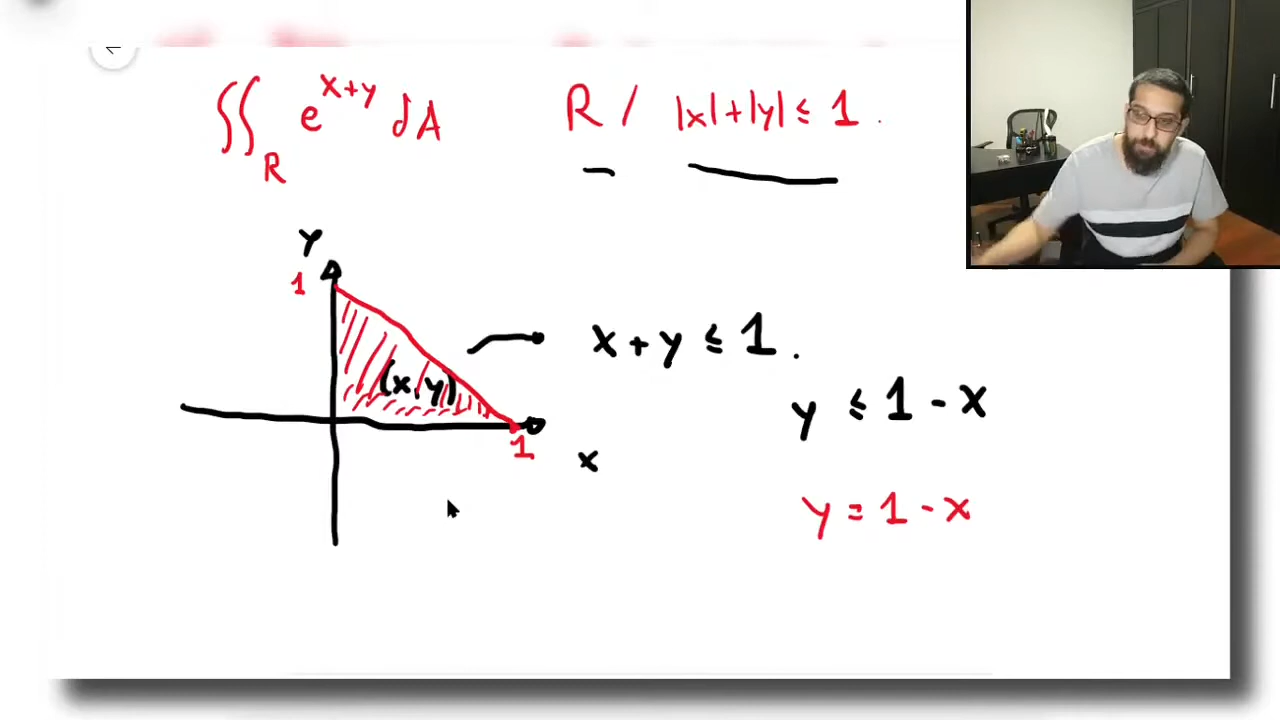 ∬_R e^{x+y} dA R / |x|+|y| ≤ 1.
y
1
x + y ≤ 1.
(x,y)
y ≤ 1 - x
1
x
y = 1 - x